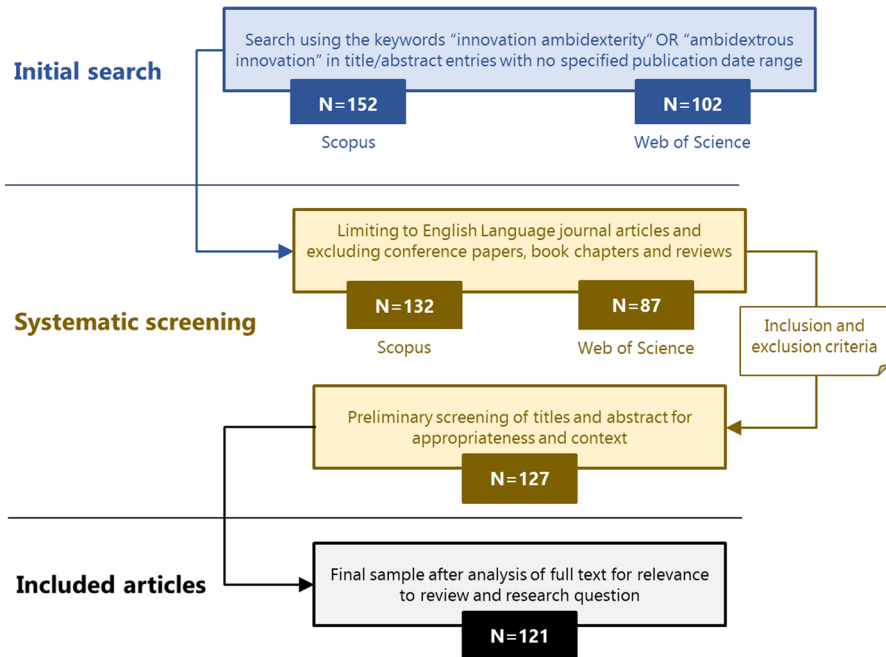 Initial search
Search using the keywords “innovation ambidexterity” OR “ambidextrous
innovation” in title/abstract entries with no specified publication date range
N=152
N=102
Scopus
Web of Science
Systematic screening
Limiting to English Language journal articles and
excluding conference papers, book chapters and reviews
N=132
N=87
Scopus
Web of Science
Inclusion and
exclusion criteria
Preliminary screening of titles and abstract for
appropriateness and context
N=127
Included articles
Final sample after analysis of full text for relevance
to review and research question
N=121